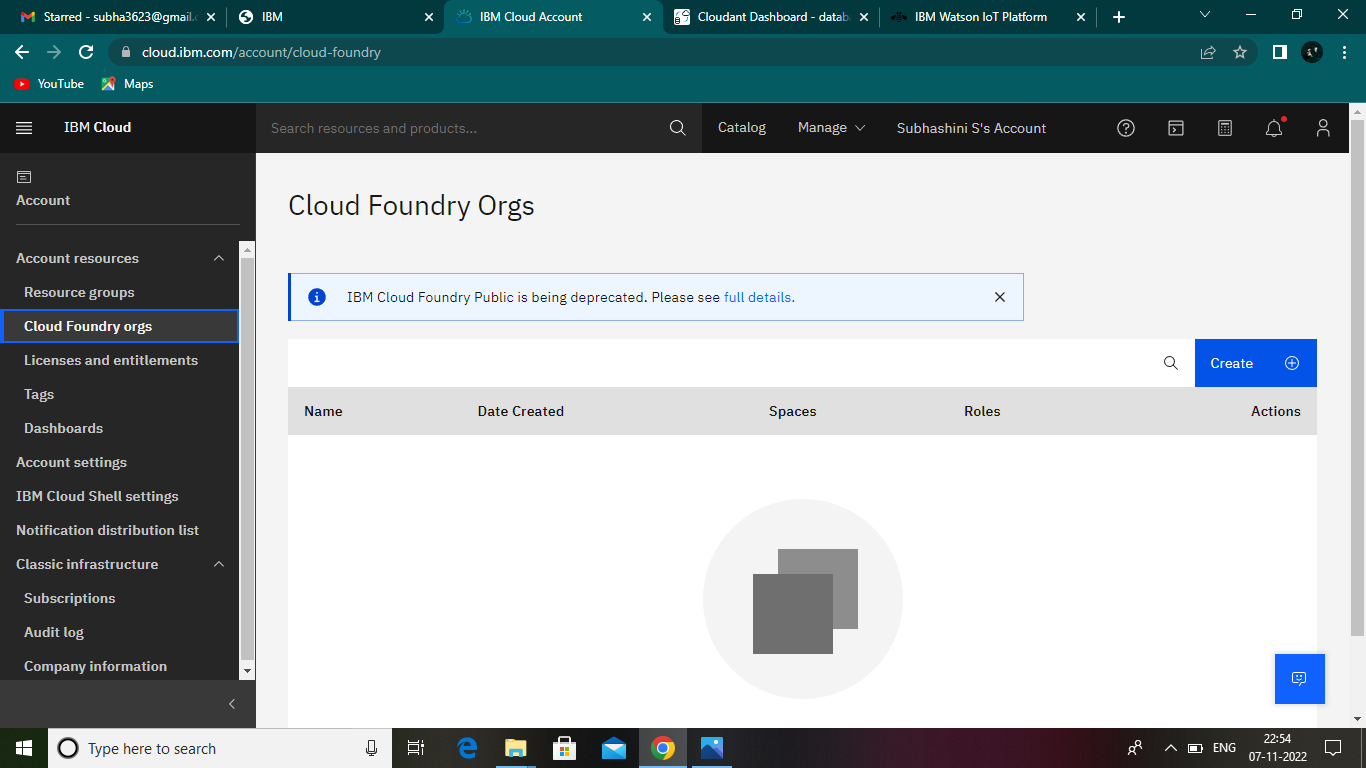 Starred - subha3623@gmail.c
IBM
IBM Cloud Account
Cloudant Dashboard - datab
IBM Watson IoT Platform
cloud.ibm.com/account/cloud-foundry
YouTube
Maps
IBM Cloud
Search resources and products...
Catalog
Manage
Subhashini S's Account
Account
Account resources
Resource groups
Cloud Foundry orgs
Licenses and entitlements
Tags
Dashboards
Account settings
IBM Cloud Shell settings
Notification distribution list
Classic infrastructure
Subscriptions
Audit log
Company information
Cloud Foundry Orgs
IBM Cloud Foundry Public is being deprecated. Please see full details.
Create
Name Date Created Spaces Roles Actions
Type here to search
ENG
22:54
07-11-2022